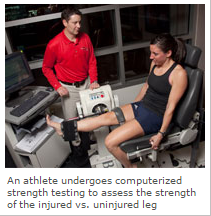 An athlete undergoes computerized
strength testing to assess the strength
of the injured vs. uninjured leg